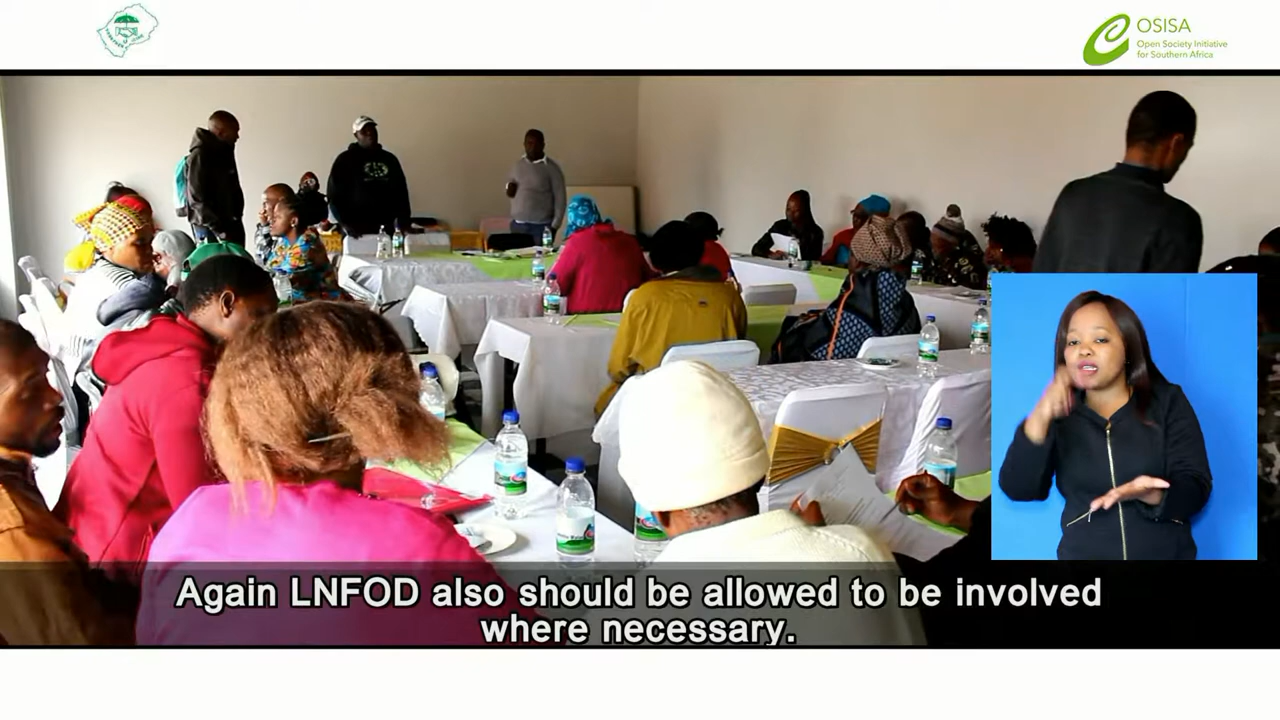 OSISA
Open Society Initiative
for Southern Africa
Again LNFOD also should be allowed to be involved
where necessary.